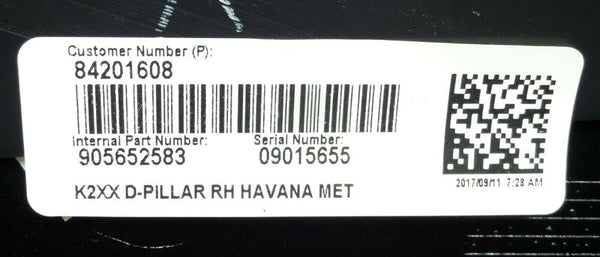 Customer Number (P):
84201608
Internal Part Number: Serial Number:
905652583 09015655
2017/09/11 7:28 AM
K2XX D-PILLAR RH HAVANA MET